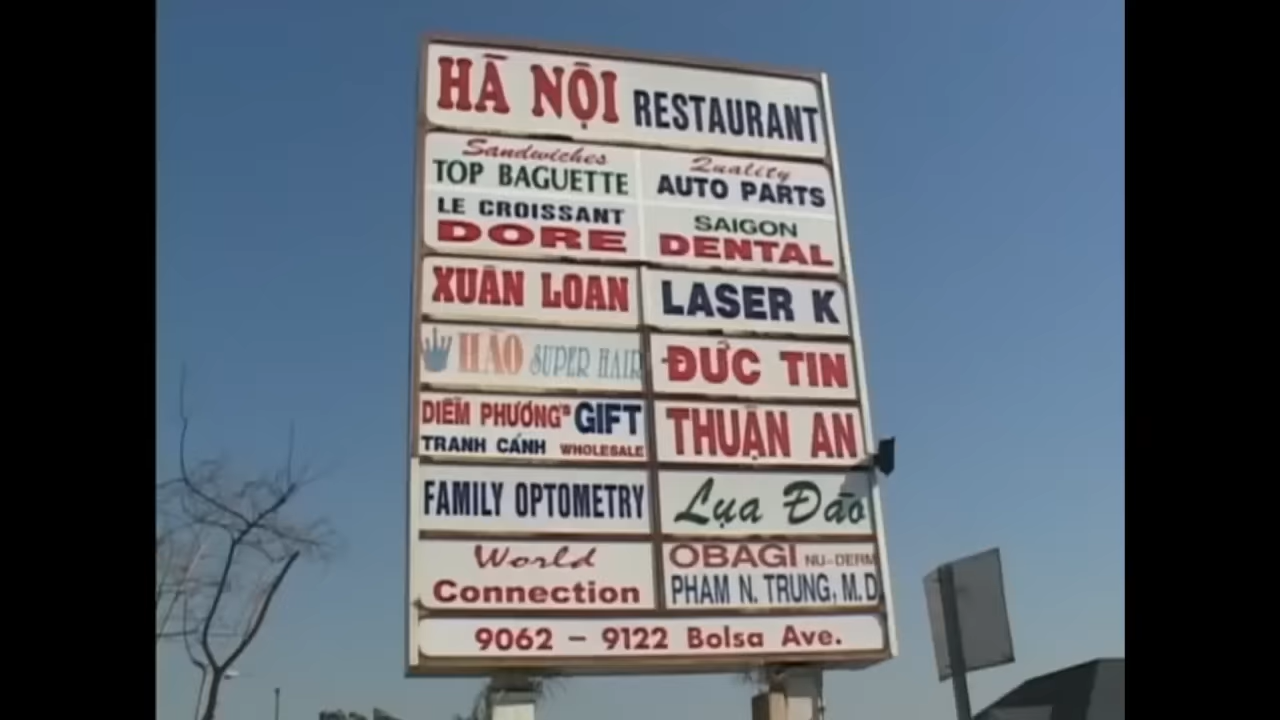 HÀ NỘI RESTAURANT
Sandwiches
TOP BAGUETTE
LE CROISSANT
DORE
Quality
AUTO PARTS
SAIGON
DENTAL
XUÂN LOAN
LASER K
HẢO SUPER HAIR
ĐỨC TIN
DIỄM PHƯƠNG'S GIFT
TRANH CẢNH WHOLESALE
THUẬN AN
FAMILY OPTOMETRY
Lụa Đào
World
Connection
OBAGI NU-DERM
PHAM N. TRUNG, M.D
9062 – 9122 Bolsa Ave.